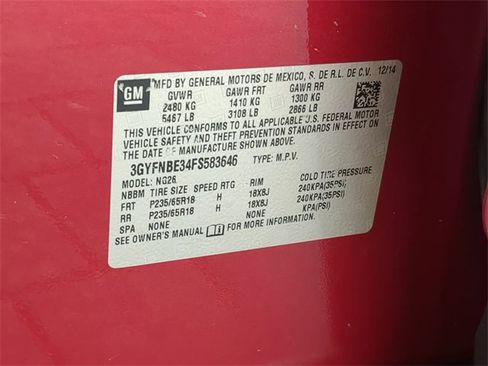 GM
MFD BY GENERAL MOTORS DE MEXICO, S. DE R.L. DE C.V. 12/14
GVWR GAWR FRT GAWR RR
2480 KG 1410 KG 1300 KG
5467 LB 3108 LB 2866 LB
THIS VEHICLE CONFORMS TO ALL APPLICABLE U.S. FEDERAL MOTOR
VEHICLE SAFETY AND THEFT PREVENTION STANDARDS IN EFFECT ON
THE DATE OF MANUFACTURE SHOWN ABOVE.
3GYFNBE34FS583646 TYPE: M.P.V.
MODEL: NG26
NBBM TIRE SIZE SPEED RTG RIM COLD TIRE PRESSURE
FRT P235/65R18 H 18X8J 240KPA(35PSI)
RR P235/65R18 H 18X8J 240KPA(35PSI)
SPA NONE KPA(PSI)
SEE OWNER'S MANUAL FOR MORE INFORMATION.